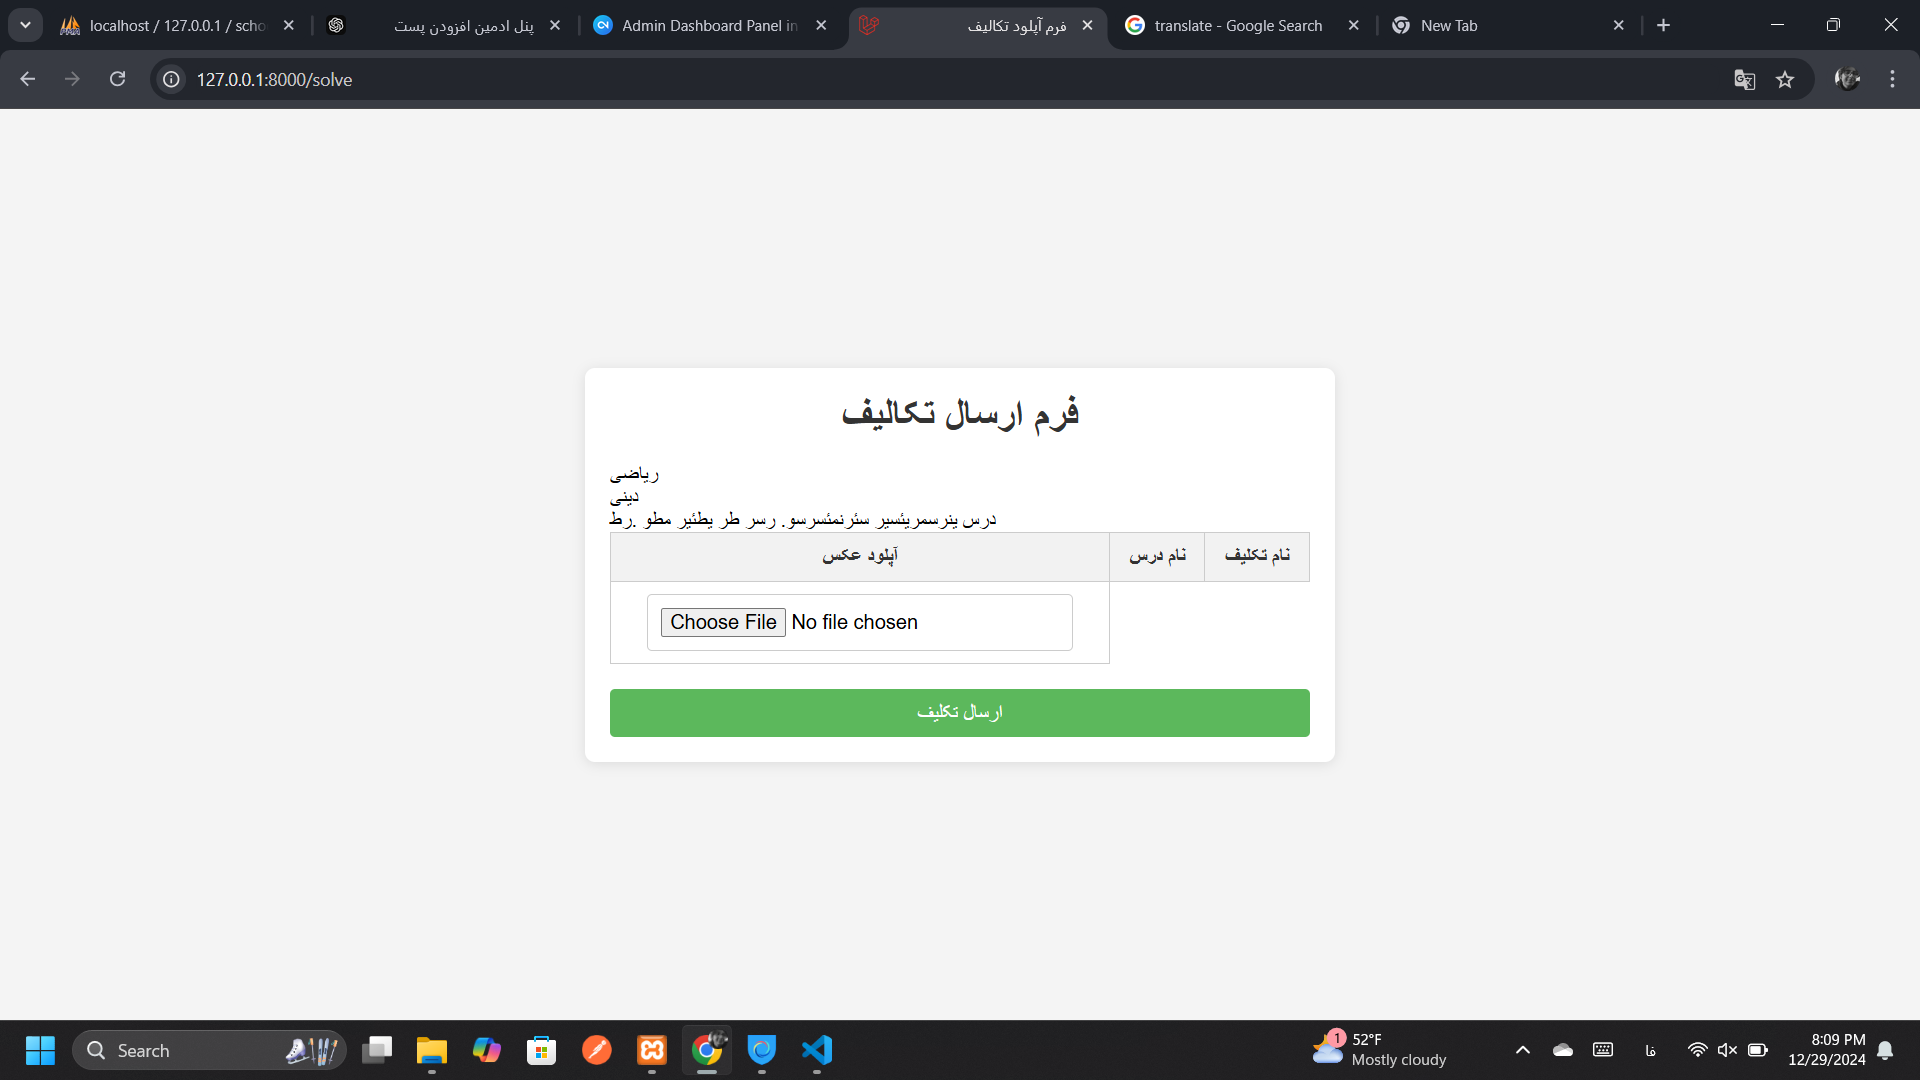 localhost / 127.0.0.1 / scho
پنل ادمین افزودن پست
Admin Dashboard Panel in
فرم آپلود تکالیف
translate - Google Search
New Tab
127.0.0.1:8000/solve
فرم ارسال تکالیف
ریاضی
دینی
درس ینرسمریئسیر سئرنمئسرسو. رسر طر یطئیر مطو .رط
نام تکلیف نام درس آپلود عکس
Choose File No file chosen
ارسال تکلیف
Search
1
52°F
Mostly cloudy
فا
8:09 PM
12/29/2024